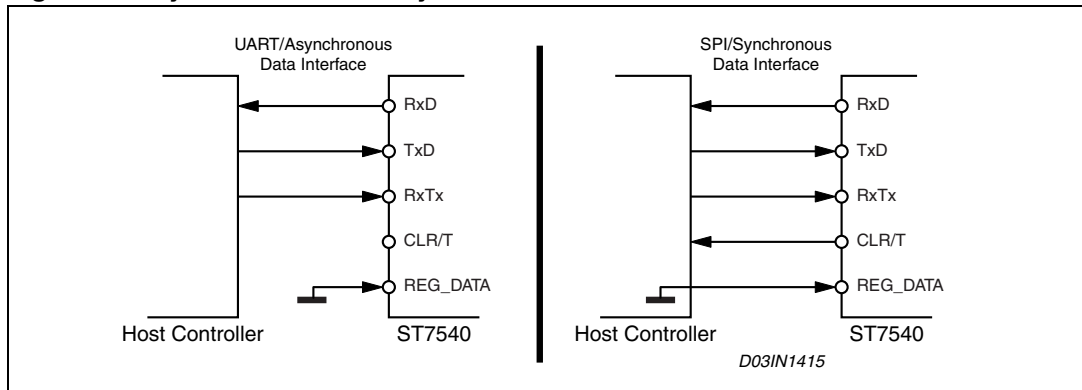 UART/Asynchronous
Data Interface
RxD
TxD
RxTx
CLR/T
REG_DATA
Host Controller
ST7540
SPI/Synchronous
Data Interface
RxD
TxD
RxTx
CLR/T
REG_DATA
Host Controller
ST7540
D03IN1415